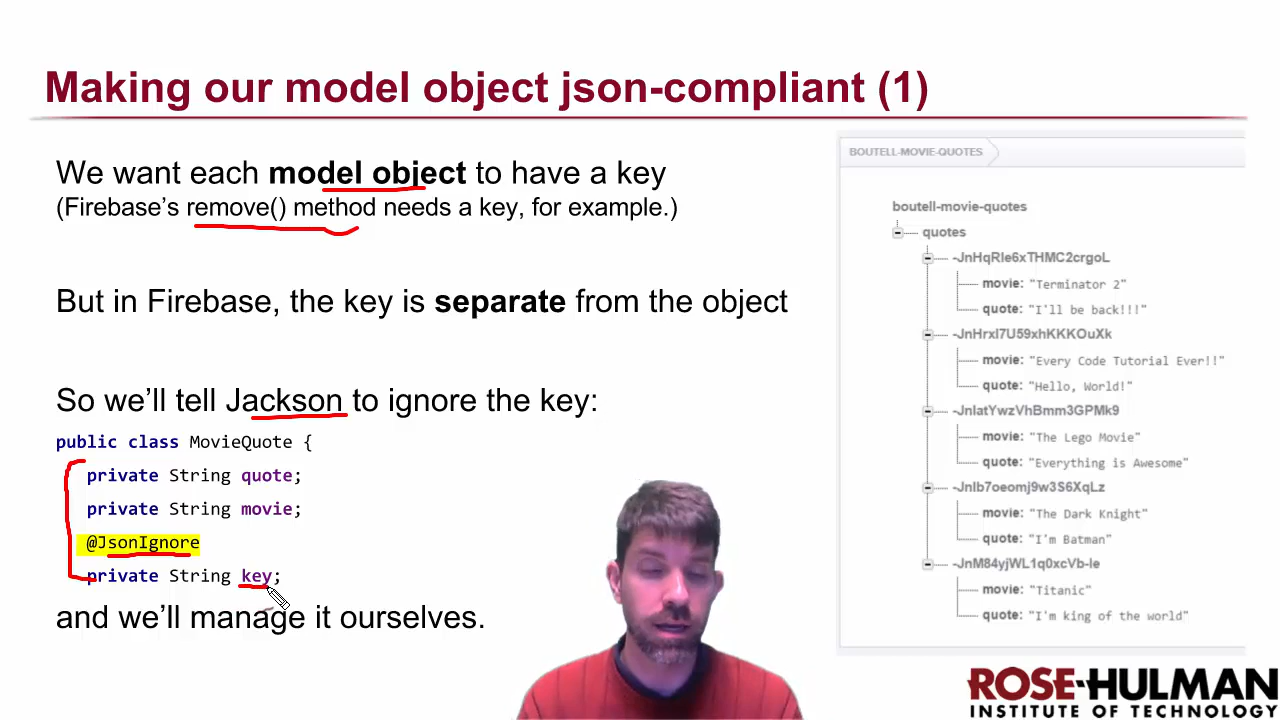 Making our model object json-compliant (1)
We want each model object to have a key
(Firebase's remove() method needs a key, for example.)
But in Firebase, the key is separate from the object
So we'll tell Jackson to ignore the key:
public class MovieQuote {
private String quote;
private String movie;
@JsonIgnore
private String key;
and we'll manage it ourselves.
BOUTELL-MOVIE-QUOTES
boutell-movie-quotes
quotes
-JnHqRle6xTHMC2crgoL
movie: "Terminator 2"
quote: "I'll be back!!!"
-JnHrxl7U59xhKKKOuXk
movie: "Every Code Tutorial Ever!!"
quote: "Hello, World!"
-JnIatYwzVhBmm3GPMk9
movie: "The Lego Movie"
quote: "Everything is Awesome"
-JnIb7oeomj9w3S6XqLz
movie: "The Dark Knight"
quote: "I'm Batman"
-JnM84yjWL1q0xcVb-Ie
movie: "Titanic"
quote: "I'm king of the world"
ROSE-HULMAN
INSTITUTE OF TECHNOLOGY